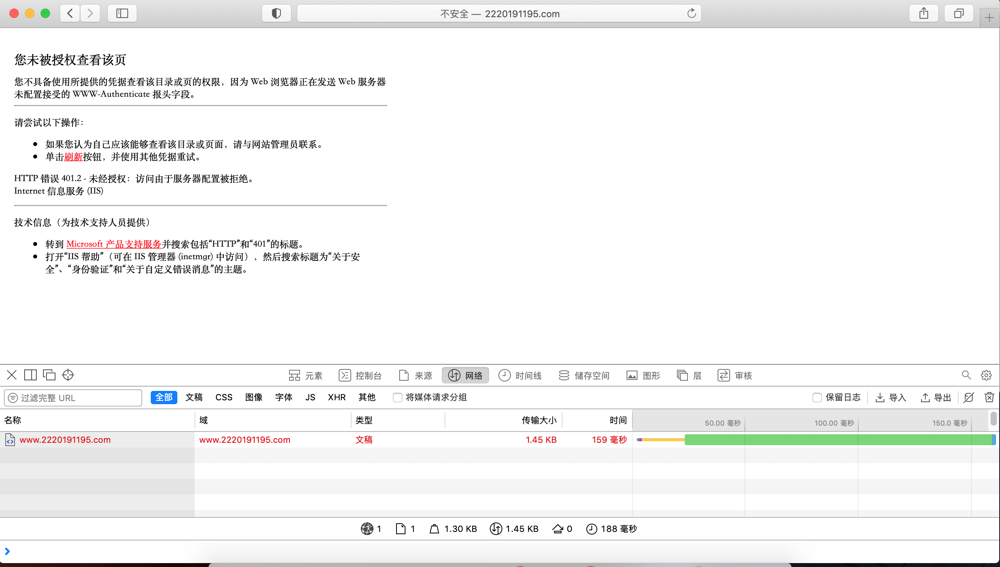 不安全 — 2220191195.com
您未被授权查看该页
您不具备使用所提供的凭据查看该目录或页的权限，因为 Web 浏览器正在发送 Web 服务器
未配置接受的 WWW-Authenticate 报头字段。
请尝试以下操作：
• 如果您认为自己应该能够查看该目录或页面，请与网站管理员联系。
• 单击刷新按钮，并使用其他凭据重试。
HTTP 错误 401.2 - 未经授权：访问由于服务器配置被拒绝。
Internet 信息服务 (IIS)
技术信息（为技术支持人员提供）
• 转到 Microsoft 产品支持服务并搜索包括“HTTP”和“401”的标题。
• 打开“IIS 帮助”（可在 IIS 管理器 (inetmgr) 中访问），然后搜索标题为“关于安
全”、“身份验证”和“关于自定义错误消息”的主题。
元素 控制台 来源 网络 时间线 储存空间 图形 层 审核
过滤完整 URL 全部 文稿 CSS 图像 字体 JS XHR 其他 将媒体请求分组 保留日志 导入 导出
名称 域 类型 传输大小 时间 50.00 毫秒 100.00 毫秒 150.0 毫秒
www.2220191195.com www.2220191195.com 文稿 1.45 KB 159 毫秒
1 1 1.30 KB 1.45 KB 0 188 毫秒